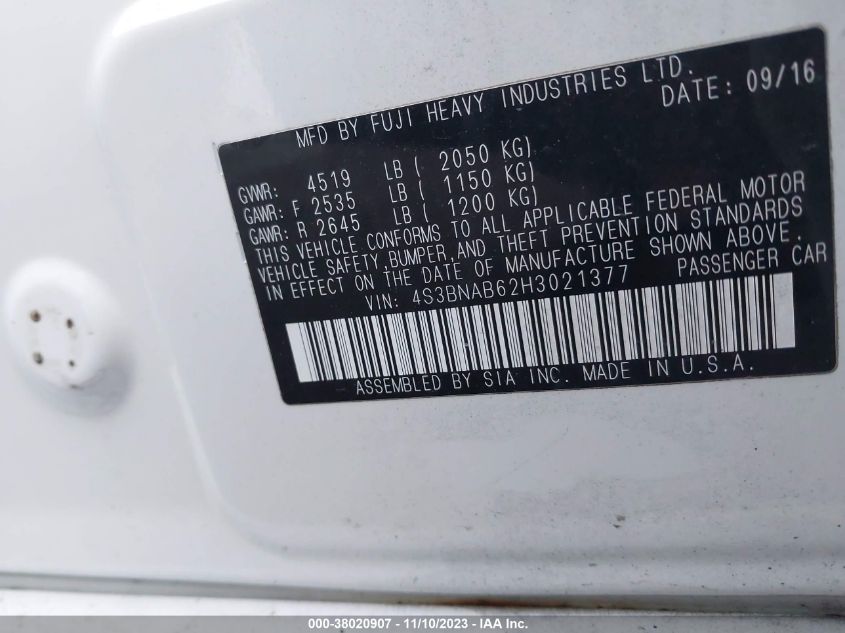 MFD BY FUJI HEAVY INDUSTRIES LTD.
DATE: 09/16
GVWR: 4519 LB ( 2050 KG)
GAWR: F 2535 LB ( 1150 KG)
GAWR: R 2645 LB ( 1200 KG)
THIS VEHICLE CONFORMS TO ALL APPLICABLE FEDERAL MOTOR
VEHICLE SAFETY, BUMPER, AND THEFT PREVENTION STANDARDS
IN EFFECT ON THE DATE OF MANUFACTURE SHOWN ABOVE.
VIN: 4S3BNAB62H3021377 PASSENGER CAR
ASSEMBLED BY SIA INC. MADE IN U.S.A.
000-38020907 - 11/10/2023 - IAA Inc.